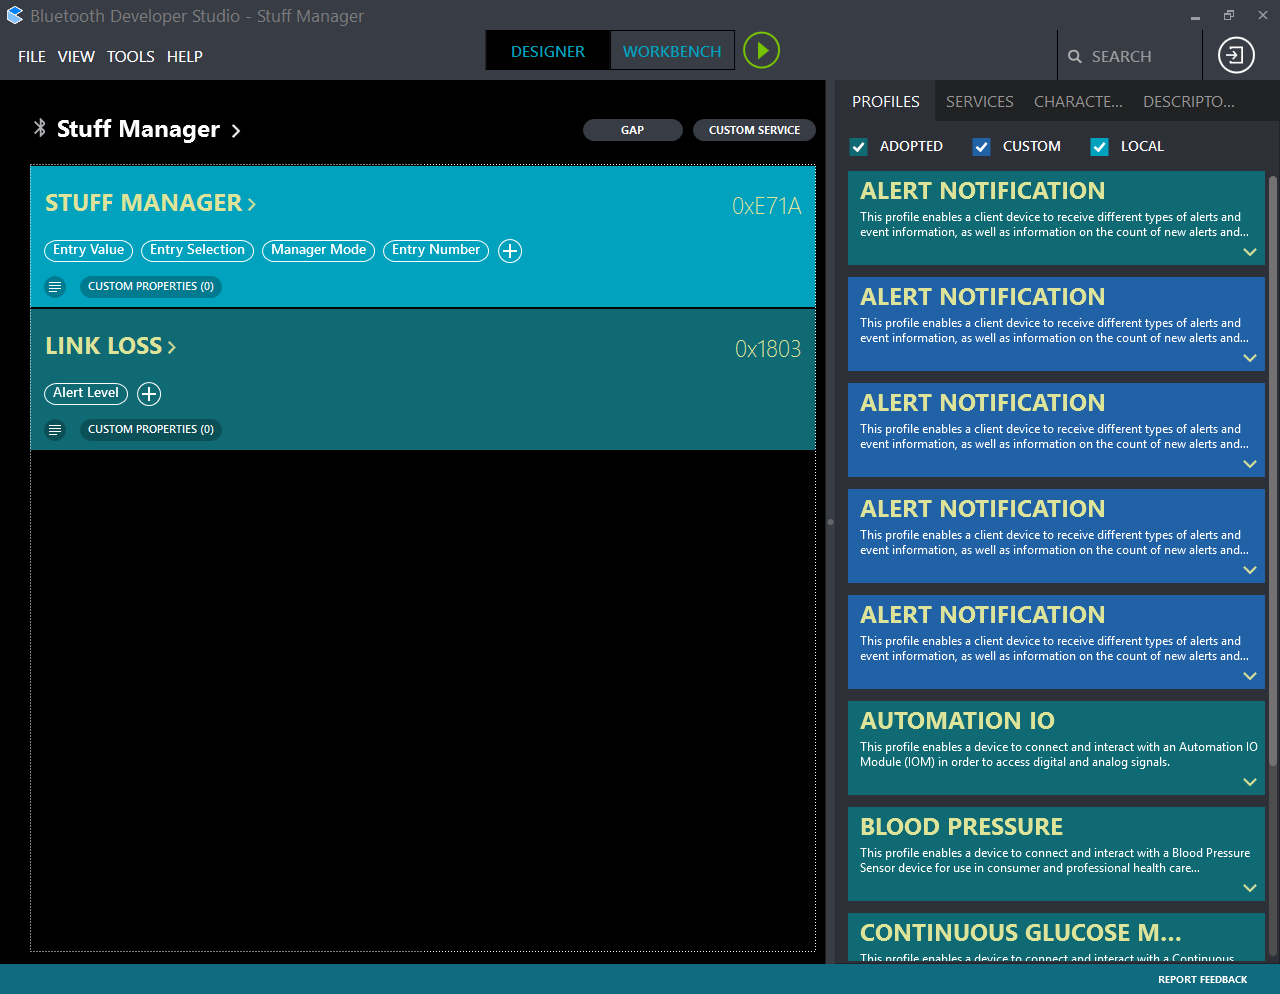 Bluetooth Developer Studio - Stuff Manager
FILE VIEW TOOLS HELP
DESIGNER WORKBENCH
SEARCH
Stuff Manager
GAP CUSTOM SERVICE
STUFF MANAGER
0xE71A
Entry Value Entry Selection Manager Mode Entry Number
CUSTOM PROPERTIES (0)
LINK LOSS
0x1803
Alert Level
CUSTOM PROPERTIES (0)
PROFILES SERVICES CHARACTE... DESCRIPTO...
ADOPTED CUSTOM LOCAL
ALERT NOTIFICATION
This profile enables a client device to receive different types of alerts and
event information, as well as information on the count of new alerts and...
ALERT NOTIFICATION
This profile enables a client device to receive different types of alerts and
event information, as well as information on the count of new alerts and...
ALERT NOTIFICATION
This profile enables a client device to receive different types of alerts and
event information, as well as information on the count of new alerts and...
ALERT NOTIFICATION
This profile enables a client device to receive different types of alerts and
event information, as well as information on the count of new alerts and...
ALERT NOTIFICATION
This profile enables a client device to receive different types of alerts and
event information, as well as information on the count of new alerts and...
AUTOMATION IO
This profile enables a device to connect and interact with an Automation IO
Module (IOM) in order to access digital and analog signals.
BLOOD PRESSURE
This profile enables a device to connect and interact with a Blood Pressure
Sensor device for use in consumer and professional health care...
CONTINUOUS GLUCOSE M...
This profile enables a device to connect and interact with a Continuous
REPORT FEEDBACK